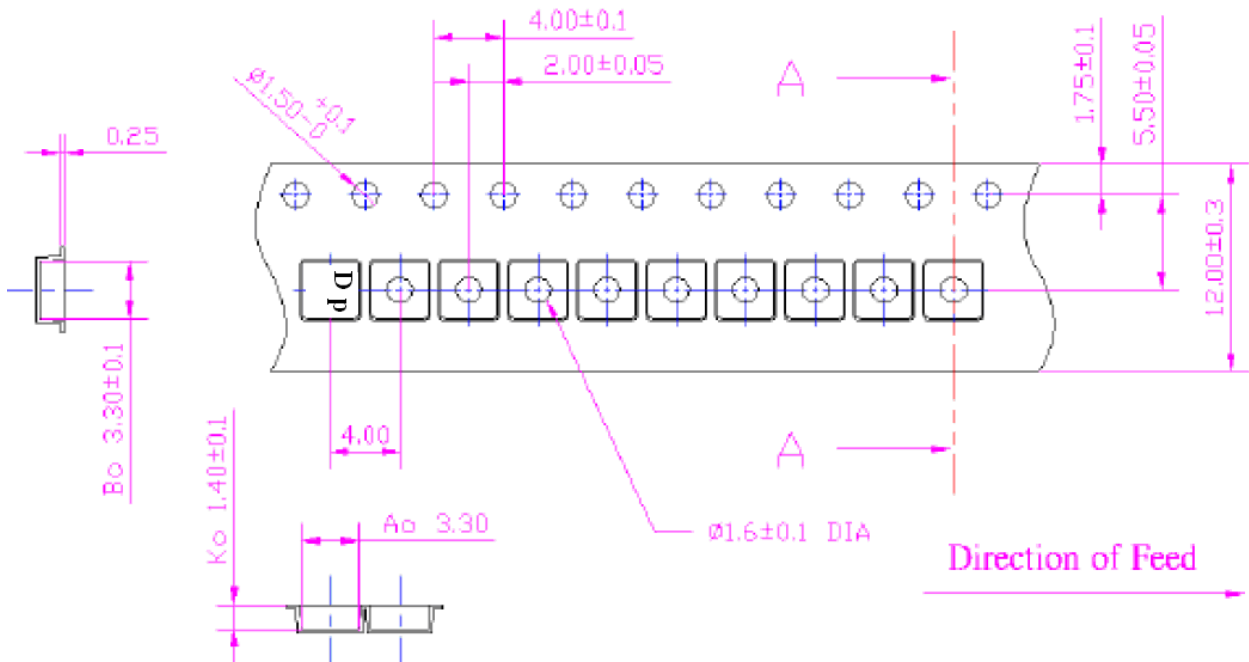 4.00±0.1
2.00±0.05
Ø1.50+0.1
-0
A
1.75±0.1
5.50±0.05
0.25
12.00±0.3
Dp
Bo 3.30±0.1
4.00
A
Ko 1.40±0.1
Ao 3.30
Ø1.6±0.1 DIA
Direction of Feed